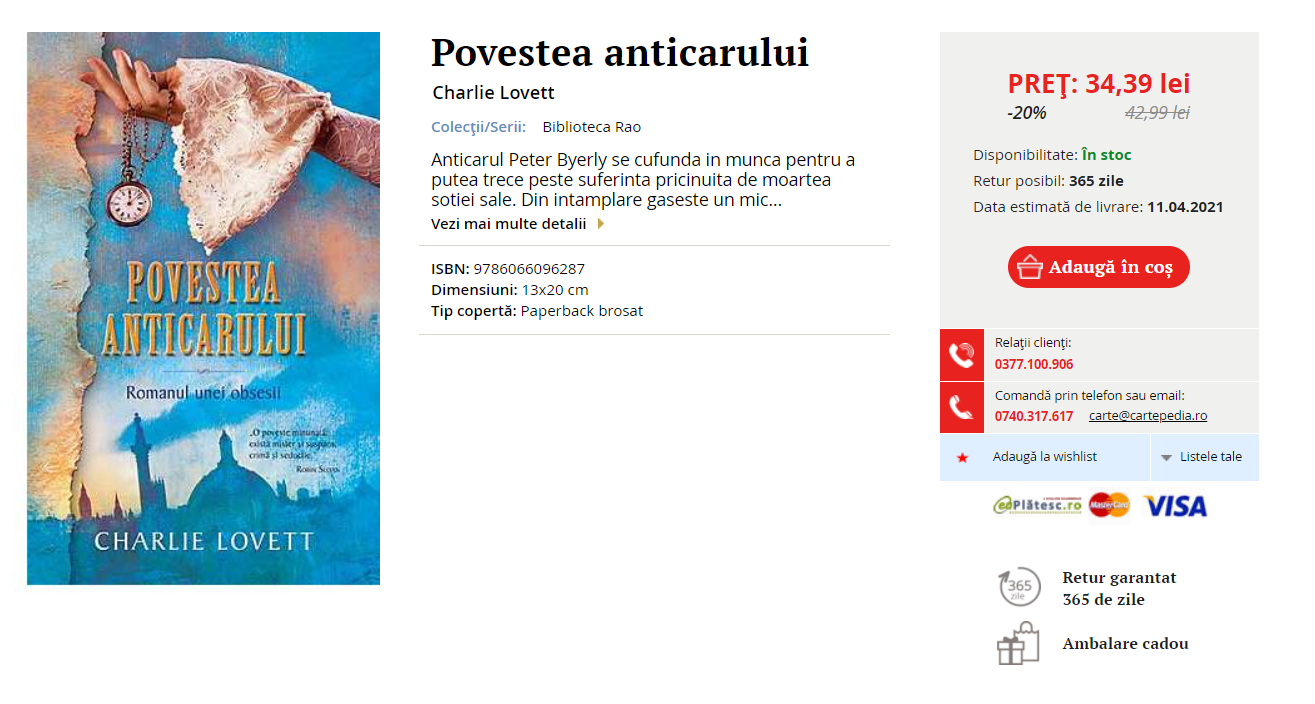 POVESTEA
ANTICARULUI
Romanul unei obsesii
„O poveste minunată:
există mister și suspans,
crimă și seducție.”
CHARLIE LOVETT
Povestea anticarului
Charlie Lovett
Colecţii/Serii: Biblioteca Rao
Anticarul Peter Byerly se cufunda in munca pentru a
putea trece peste suferinta pricinuita de moartea
sotiei sale. Din intamplare gaseste un mic...
Vezi mai multe detalii
ISBN: 9786066096287
Dimensiuni: 13x20 cm
Tip copertă: Paperback brosat
PREŢ: 34,39 lei
-20% 42,99 lei
Disponibilitate: În stoc
Retur posibil: 365 zile
Data estimată de livrare: 11.04.2021
Adaugă în coș
Relaţii clienţi:
0377.100.906
Comandă prin telefon sau email:
0740.317.617 carte@cartepedia.ro
Adaugă la wishlist
Listele tale
Plătesc.ro MasterCard VISA
365
zile
Retur garantat
365 de zile
Ambalare cadou